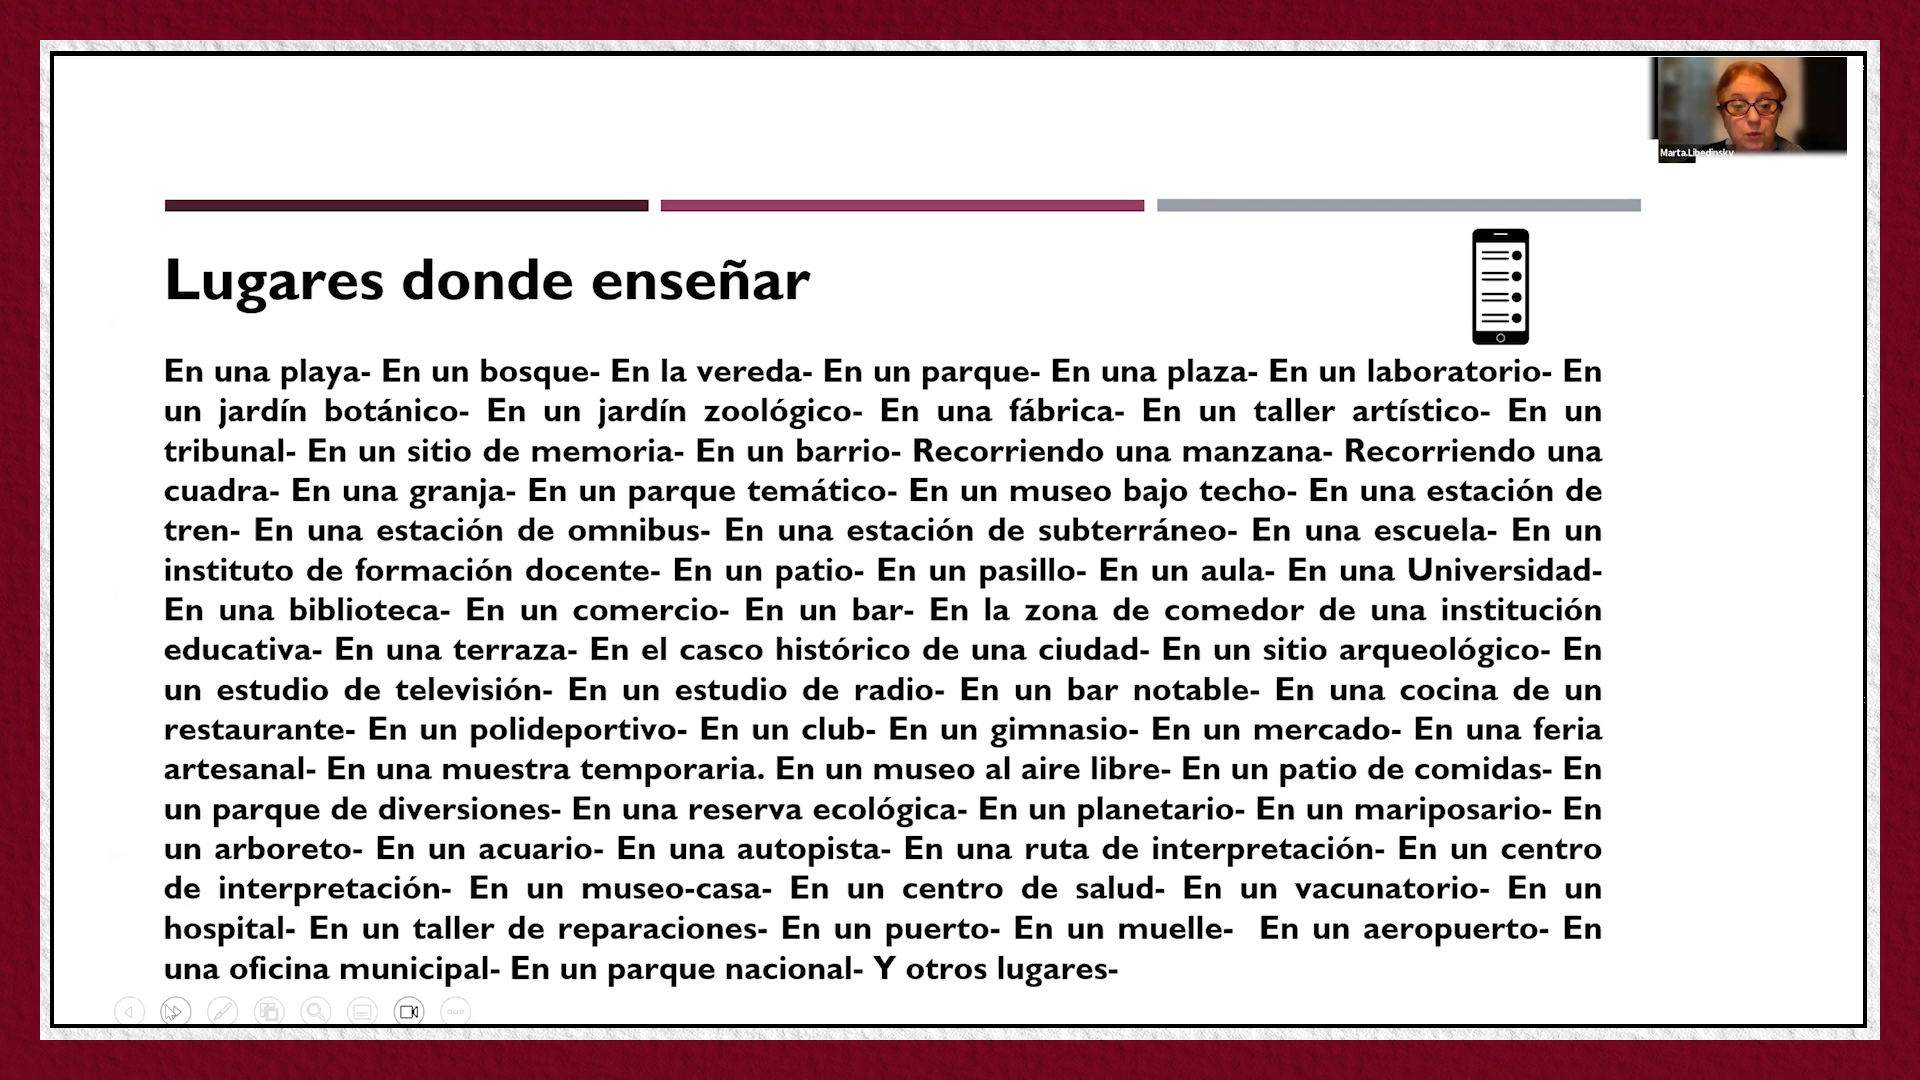 Marta.Libedinsky
Lugares donde enseñar
En una playa- En un bosque- En la vereda- En un parque- En una plaza- En un laboratorio- En
un jardín botánico- En un jardín zoológico- En una fábrica- En un taller artístico- En un
tribunal- En un sitio de memoria- En un barrio- Recorriendo una manzana- Recorriendo una
cuadra- En una granja- En un parque temático- En un museo bajo techo- En una estación de
tren- En una estación de omnibus- En una estación de subterráneo- En una escuela- En un
instituto de formación docente- En un patio- En un pasillo- En un aula- En una Universidad-
En una biblioteca- En un comercio- En un bar- En la zona de comedor de una institución
educativa- En una terraza- En el casco histórico de una ciudad- En un sitio arqueológico- En
un estudio de televisión- En un estudio de radio- En un bar notable- En una cocina de un
restaurante- En un polideportivo- En un club- En un gimnasio- En un mercado- En una feria
artesanal- En una muestra temporaria. En un museo al aire libre- En un patio de comidas- En
un parque de diversiones- En una reserva ecológica- En un planetario- En un mariposario- En
un arboreto- En un acuario- En una autopista- En una ruta de interpretación- En un centro
de interpretación- En un museo-casa- En un centro de salud- En un vacunatorio- En un
hospital- En un taller de reparaciones- En un puerto- En un muelle- En un aeropuerto- En
una oficina municipal- En un parque nacional- Y otros lugares-